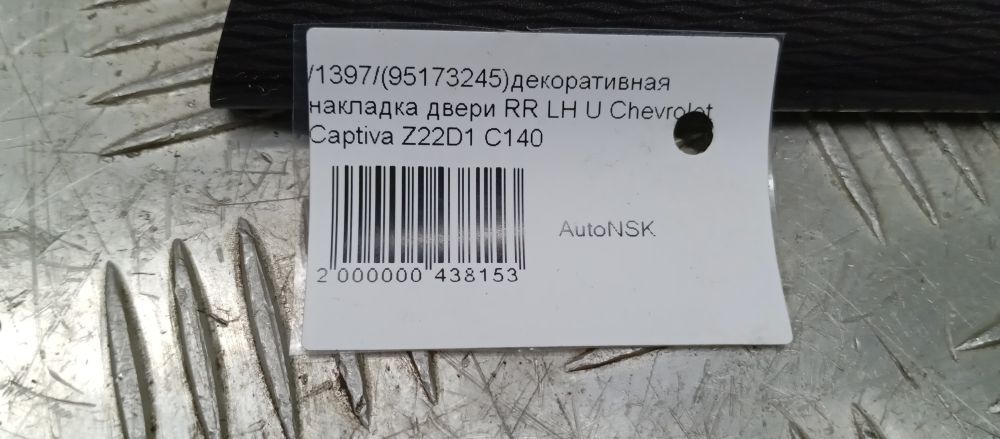 /1397/(95173245)декоративная
накладка двери RR LH U Chevrolet
Captiva Z22D1 C140
AutoNSK
2 000000 438153